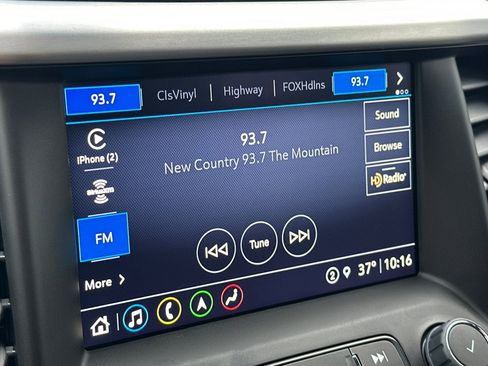 93.7 ClsVinyl Highway FOXHdlns 93.7
iPhone (2)
SiriusXM
FM
More
93.7
New Country 93.7 The Mountain
Tune
Sound
Browse
HD Radio
2 37° 10:16